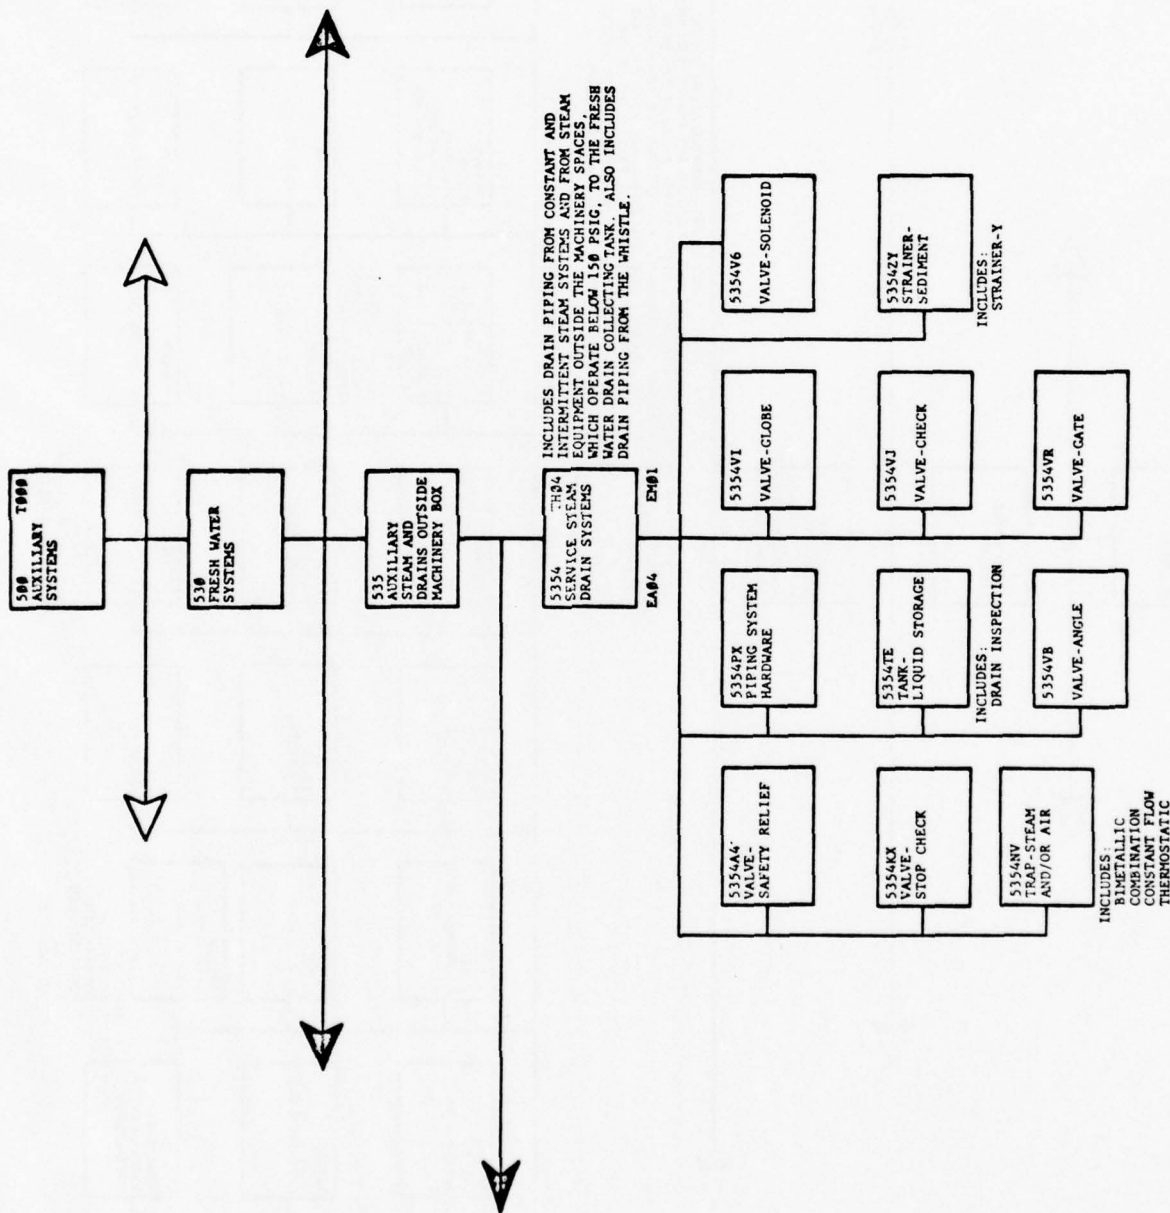 500 T000
AUXILIARY
SYSTEMS
530
FRESH WATER
SYSTEMS
535
AUXILIARY
STEAM AND
DRAINS OUTSIDE
MACHINERY BOX
5354 TH04
SERVICE STEAM
DRAIN SYSTEMS
EA04 EM01
INCLUDES DRAIN PIPING FROM CONSTANT AND
INTERMITTENT STEAM SYSTEMS AND FROM STEAM
EQUIPMENT OUTSIDE THE MACHINERY SPACES,
WHICH OPERATE BELOW 150 PSIG, TO THE FRESH
WATER DRAIN COLLECTING TANK. ALSO INCLUDES
DRAIN PIPING FROM THE WHISTLE.
5354A4
VALVE-
SAFETY RELIEF
5354PX
PIPING SYSTEM
HARDWARE
5354VI
VALVE-GLOBE
5354V6
VALVE-SOLENOID
5354KX
VALVE-
STOP CHECK
5354TE
TANK-
LIQUID STORAGE
INCLUDES:
DRAIN INSPECTION
5354VJ
VALVE-CHECK
5354ZY
STRAINER-
SEDIMENT
INCLUDES:
STRAINER-Y
5354NV
TRAP-STEAM
AND/OR AIR
INCLUDES:
BIMETALLIC
COMBINATION
CONSTANT FLOW
THERMOSTATIC
5354VB
VALVE-ANGLE
5354VR
VALVE-GATE